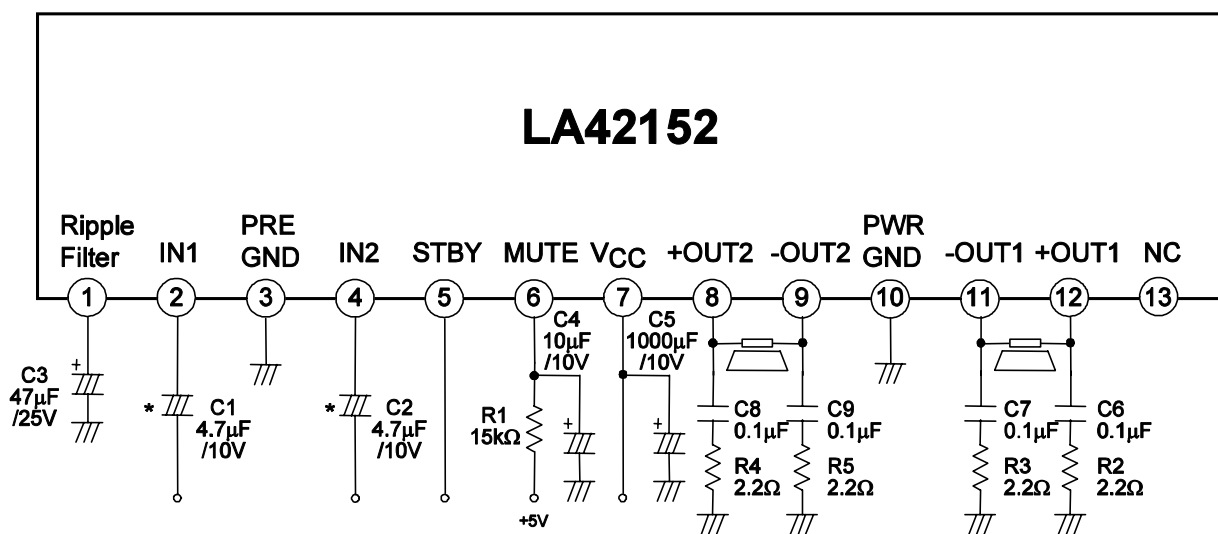 LA42152
Ripple
Filter
IN1
PRE
GND
IN2
STBY
MUTE
VCC
+OUT2
-OUT2
PWR
GND
-OUT1
+OUT1
NC
1
2
3
4
5
6
7
8
9
10
11
12
13
+
C3
47μF
/25V
*
C1
4.7μF
/10V
*
C2
4.7μF
/10V
C4
10μF
/10V
R1
15kΩ
+
+5V
C5
1000μF
/10V
+
C8
0.1μF
R4
2.2Ω
C9
0.1μF
R5
2.2Ω
C7
0.1μF
R3
2.2Ω
C6
0.1μF
R2
2.2Ω